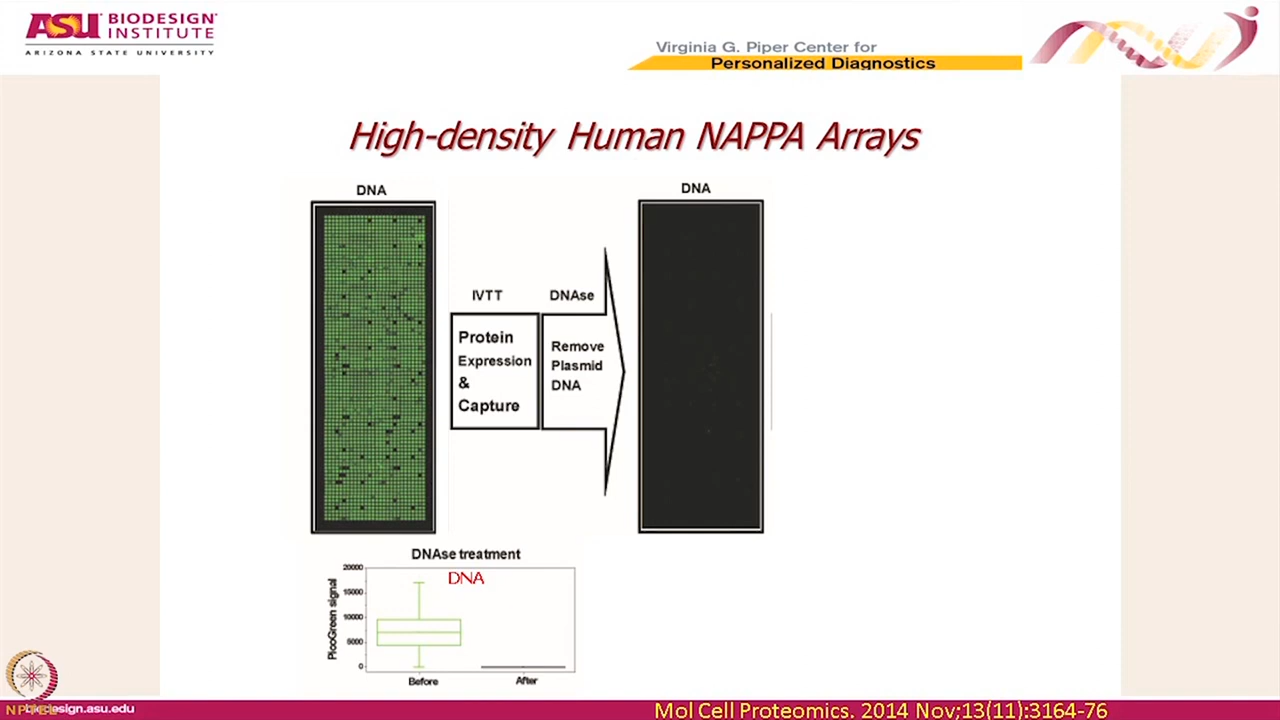 ASU BIODESIGN INSTITUTE
ARIZONA STATE UNIVERSITY
Virginia G. Piper Center for
Personalized Diagnostics
High-density Human NAPPA Arrays
DNA
DNA
IVTT
DNAse
Protein
Expression
&
Capture
Remove
Plasmid
DNA
DNAse treatment
DNA
PicoGreen signal
20000
15000
10000
5000
0
Before
After
NPTEL
biodesign.asu.edu
Mol Cell Proteomics. 2014 Nov;13(11):3164-76